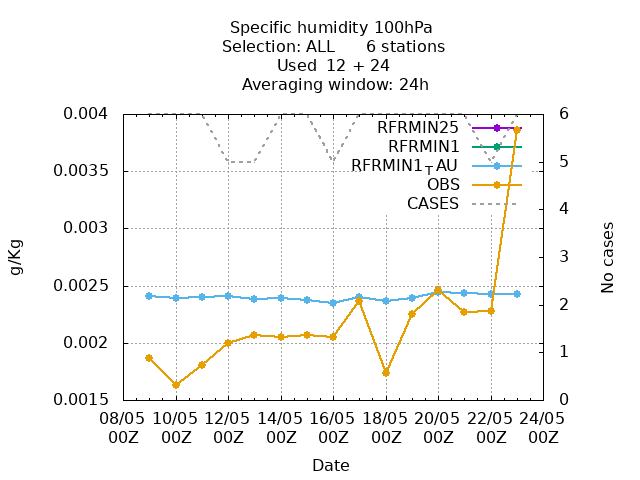 Specific humidity 100hPa
Selection: ALL 6 stations
Used 12 + 24
Averaging window: 24h
0.004
0.0035
0.003
0.0025
0.002
0.0015
g/Kg
6
5
4
3
2
1
0
No cases
RFRMIN25
RFRMIN1
RFRMIN1_TAU
OBS
CASES
08/05 10/05 12/05 14/05 16/05 18/05 20/05 22/05 24/05
00Z 00Z 00Z 00Z 00Z 00Z 00Z 00Z 00Z
Date